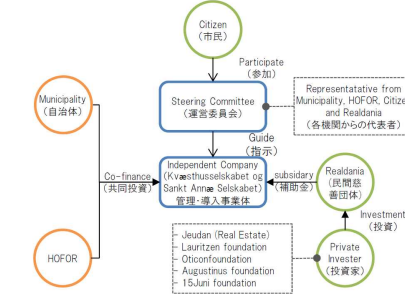 Citizen
(市民)
Participate
(参加)
Municipality
(自治体)
Steering Committee
(運営委員会)
Representatative from
Municipality, HOFOR, Citize
and Realdania
(各機関からの代表者)
Guide
(指示)
Co-finance
(共同投資)
Independent Company
(Kvæsthusselskabet og
Sankt Annæ Selskabet)
管理・導入事業体
subsidary
(補助金)
Realdania
(民間慈
善団体)
Investment
(投資)
HOFOR
- Jeudan (Real Estate)
- Lauritzen foundation
- Oticonfoundation
- Augustinus foundation
- 15Juni foundation
Private
Invester
(投資家)